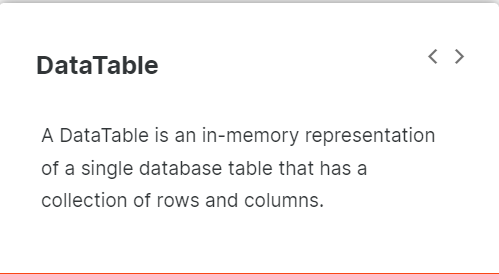 DataTable
A DataTable is an in-memory representation
of a single database table that has a
collection of rows and columns.